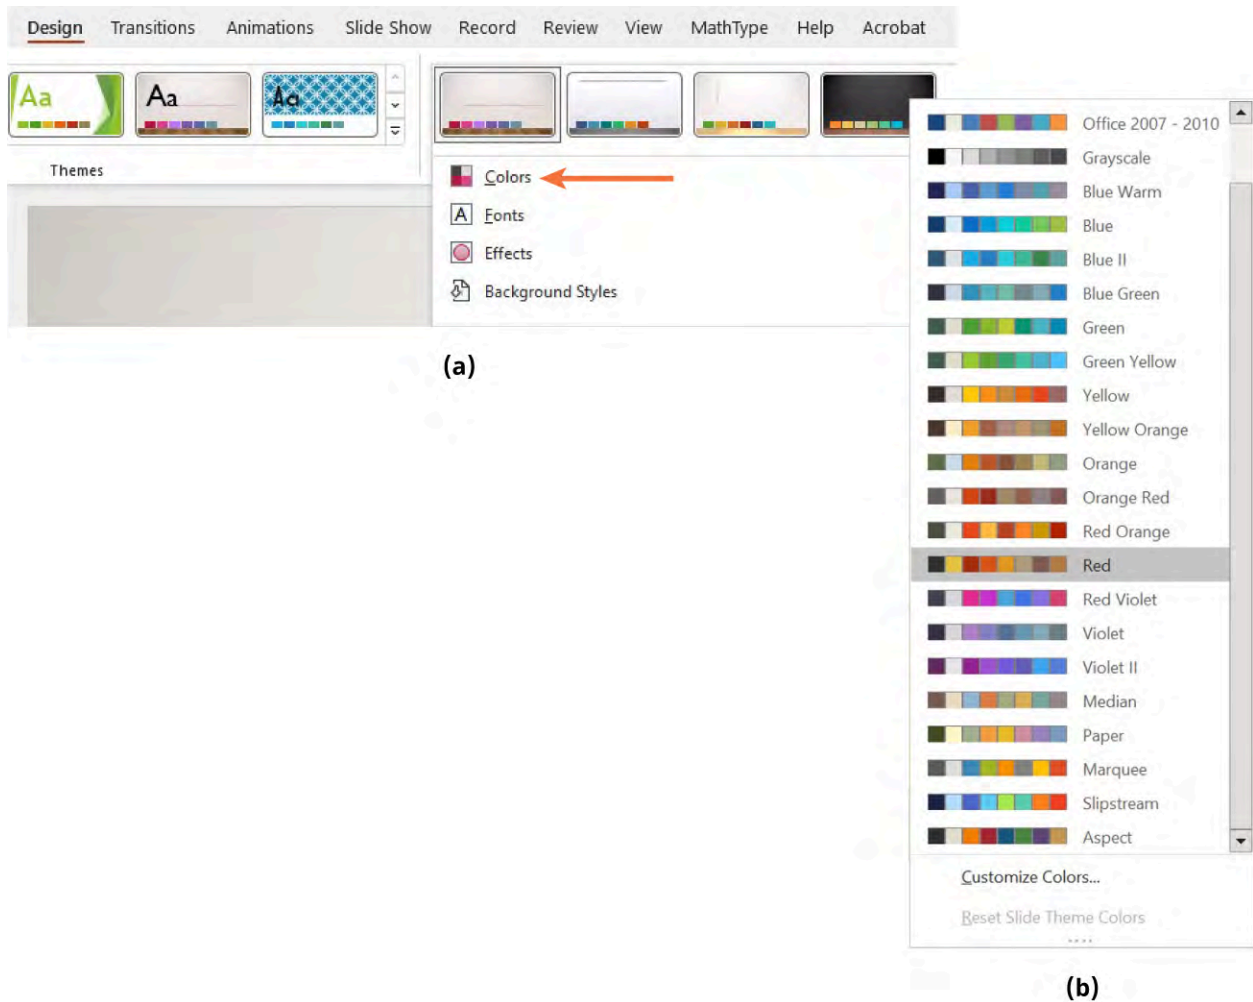 Design Transitions Animations Slide Show Record Review View MathType Help Acrobat
Aa Aa Aa
Themes
Colors
Fonts
Effects
Background Styles
(a)
Office 2007 - 2010
Grayscale
Blue Warm
Blue
Blue II
Blue Green
Green
Green Yellow
Yellow
Yellow Orange
Orange
Orange Red
Red Orange
Red
Red Violet
Violet
Violet II
Median
Paper
Marquee
Slipstream
Aspect
Customize Colors...
Reset Slide Theme Colors
(b)